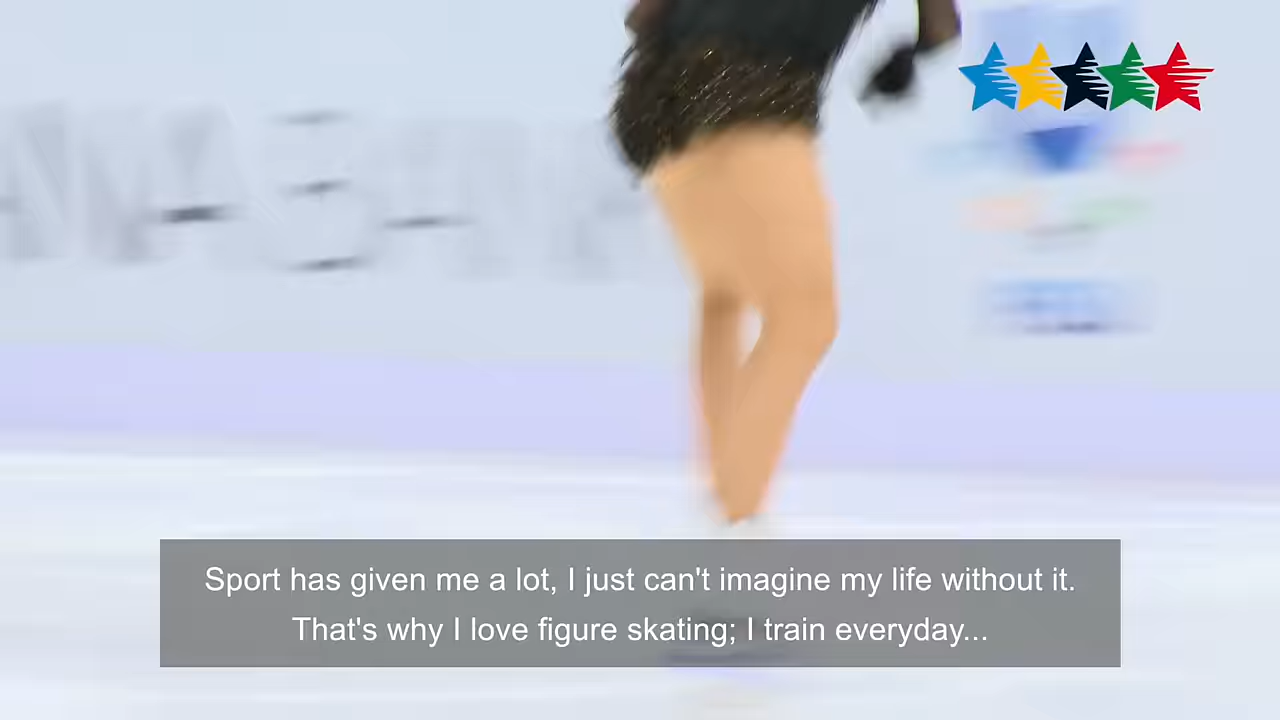 Sport has given me a lot, I just can't imagine my life without it.
That's why I love figure skating; I train everyday...